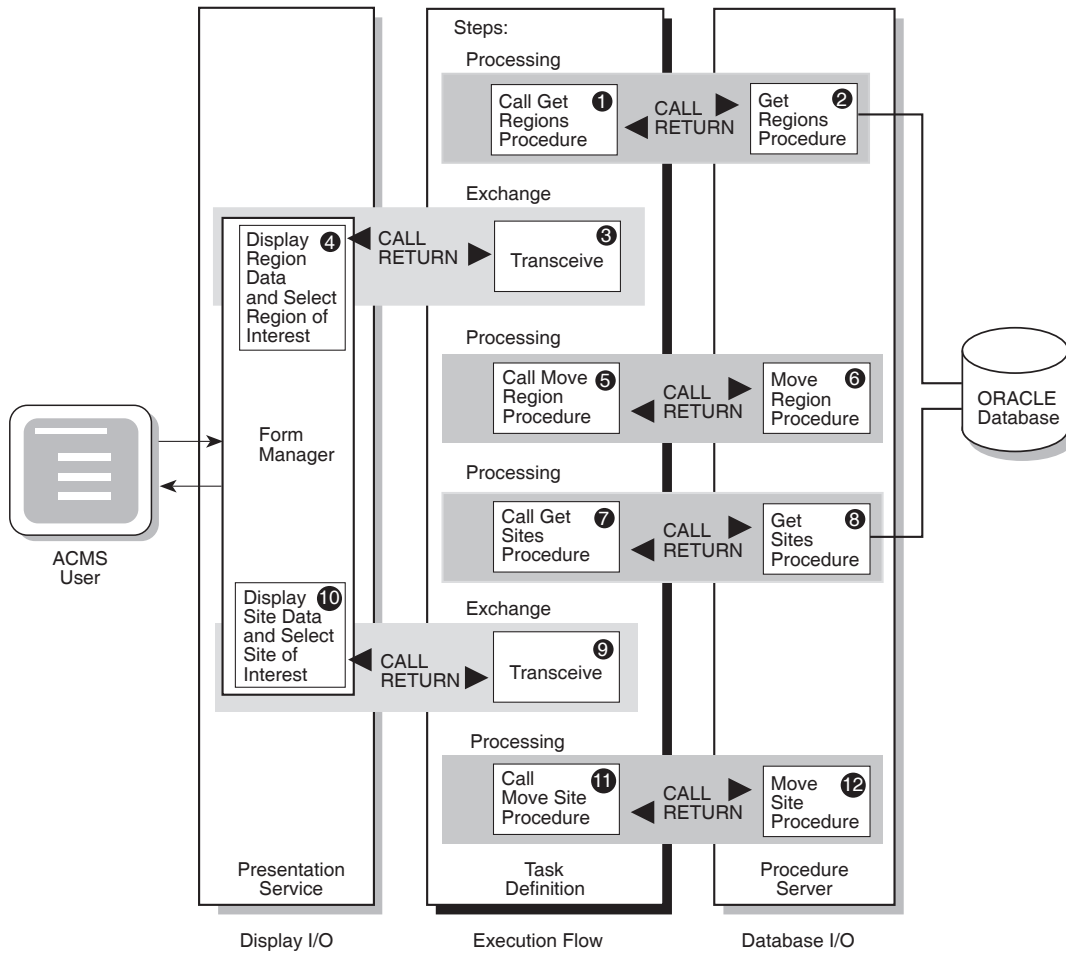 Steps:
Processing
Call Get
Regions
Procedure
1
CALL
RETURN
Get
Regions
Procedure
2
Exchange
Display
Region
Data
and Select
Region of
Interest
4
CALL
RETURN
3
Transceive
Processing
Call Move
Region
Procedure
5
CALL
RETURN
Move
Region
Procedure
6
ORACLE
Database
Form
Manager
ACMS
User
Processing
Call Get
Sites
Procedure
7
CALL
RETURN
Get
Sites
Procedure
8
Exchange
Display
Site Data
and Select
Site of
Interest
10
CALL
RETURN
9
Transceive
Processing
Call
Move Site
Procedure
11
CALL
RETURN
Move
Site
Procedure
12
Presentation
Service
Task
Definition
Procedure
Server
Display I/O
Execution Flow
Database I/O